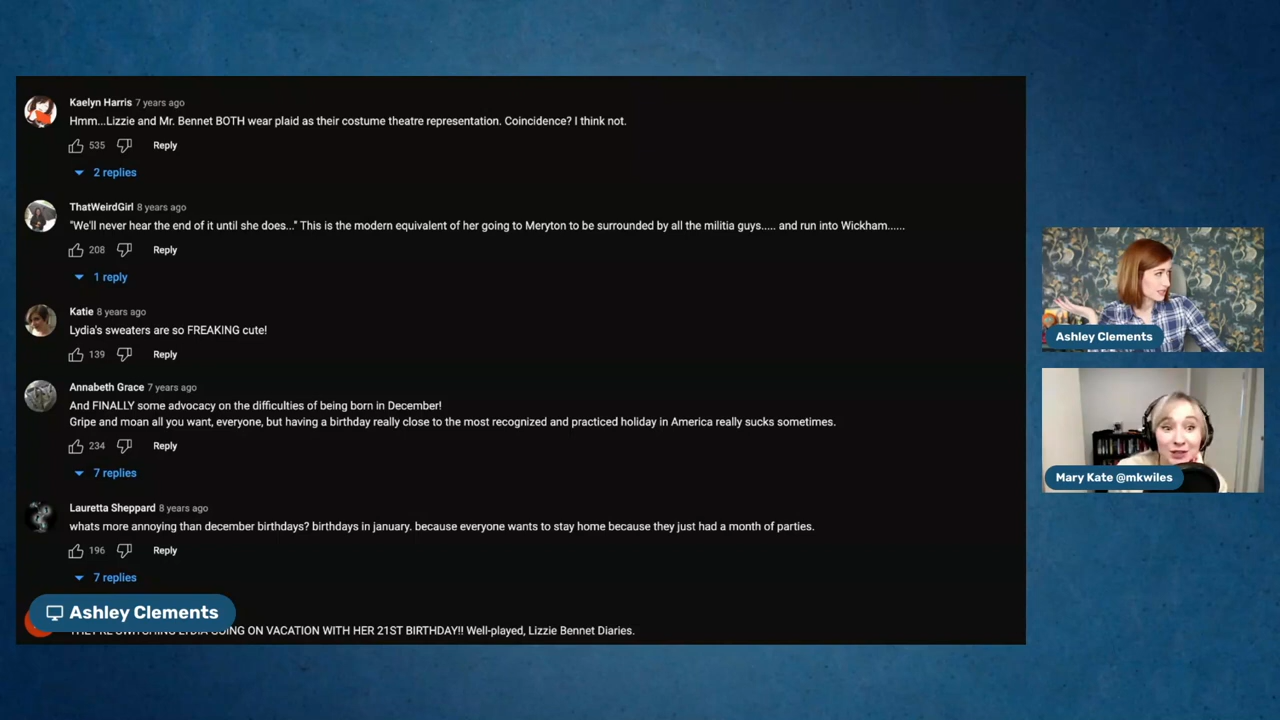 Kaelyn Harris 7 years ago
Hmm...Lizzie and Mr. Bennet BOTH wear plaid as their costume theatre representation. Coincidence? I think not.
535 Reply
2 replies
ThatWeirdGirl 8 years ago
"We'll never hear the end of it until she does..." This is the modern equivalent of her going to Meryton to be surrounded by all the militia guys..... and run into Wickham......
208 Reply
1 reply
Katie 8 years ago
Lydia's sweaters are so FREAKING cute!
139 Reply
Annabeth Grace 7 years ago
And FINALLY some advocacy on the difficulties of being born in December!
Gripe and moan all you want, everyone, but having a birthday really close to the most recognized and practiced holiday in America really sucks sometimes.
234 Reply
7 replies
Lauretta Sheppard 8 years ago
whats more annoying than december birthdays? birthdays in january. because everyone wants to stay home because they just had a month of parties.
196 Reply
7 replies
Ashley Clements
ON VACATION WITH HER 21ST BIRTHDAY!! Well-played, Lizzie Bennet Diaries.
Ashley Clements
Mary Kate @mkwiles